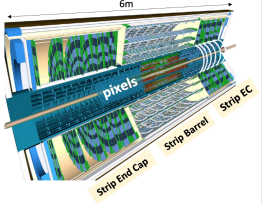 6m
pixels
Strip EC
Strip Barrel
Strip End Cap